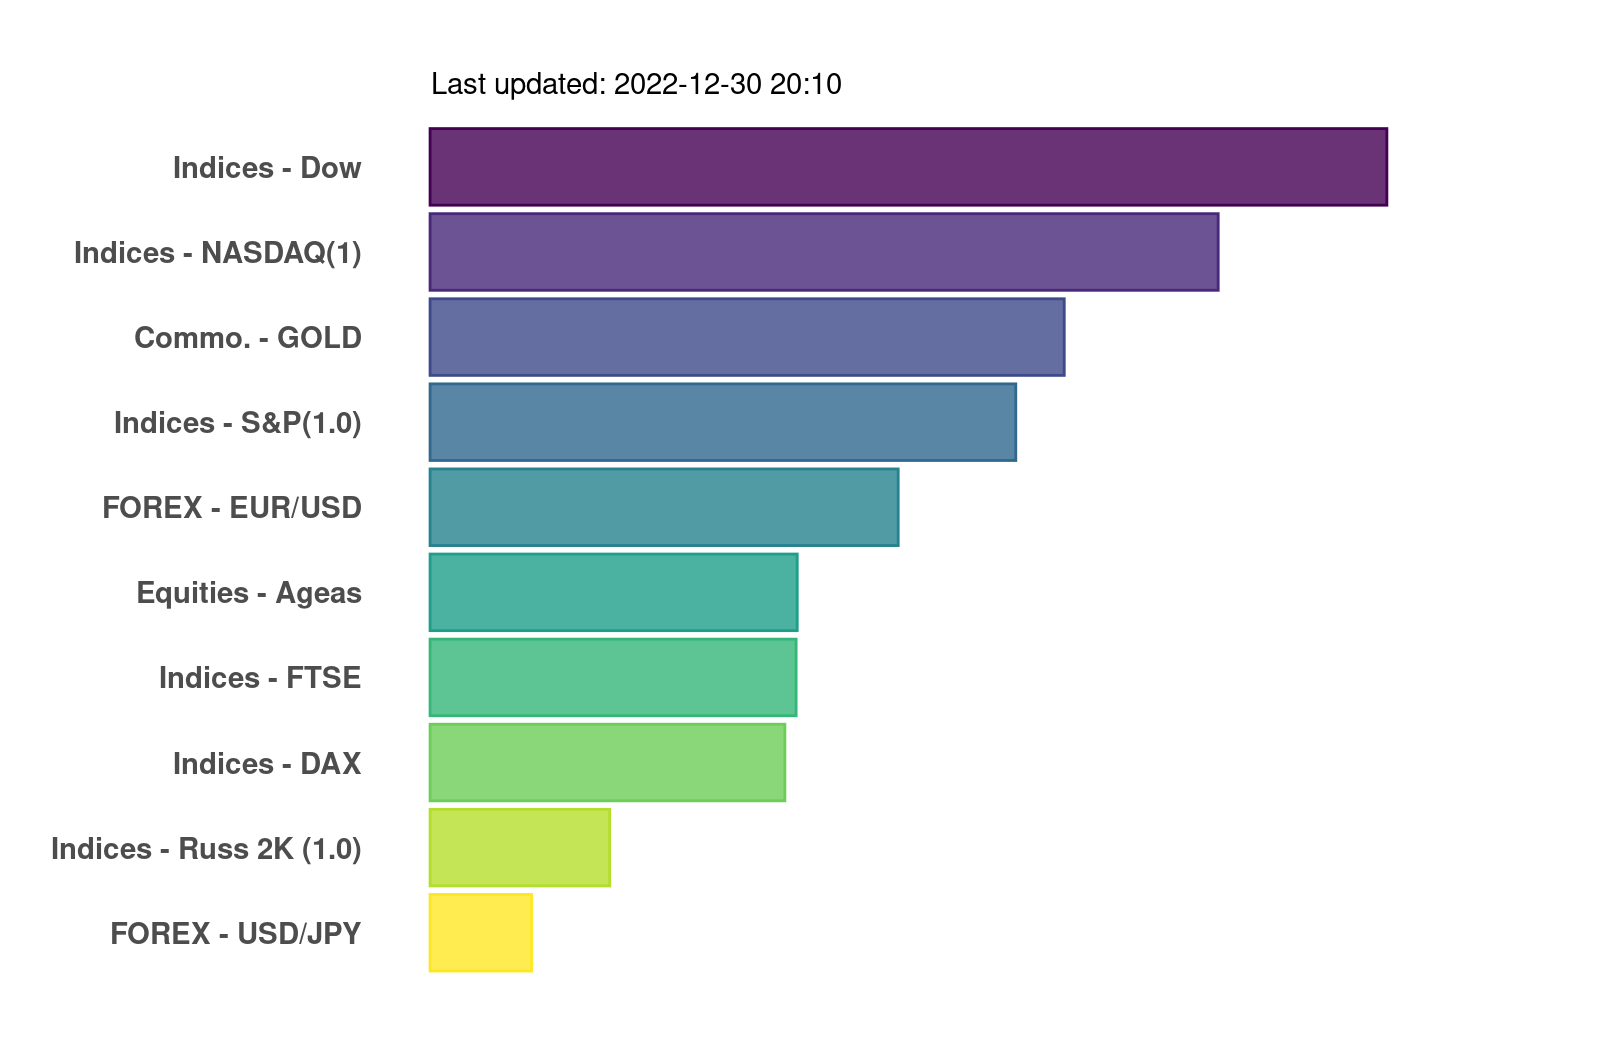 Last updated: 2022-12-30 20:10
Indices - Dow
Indices - NASDAQ(1)
Commo. - GOLD
Indices - S&P(1.0)
FOREX - EUR/USD
Equities - Ageas
Indices - FTSE
Indices - DAX
Indices - Russ 2K (1.0)
FOREX - USD/JPY